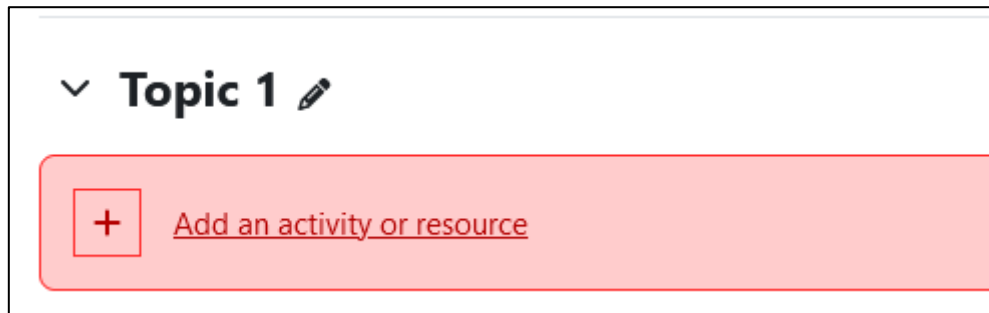 Topic 1
+ Add an activity or resource